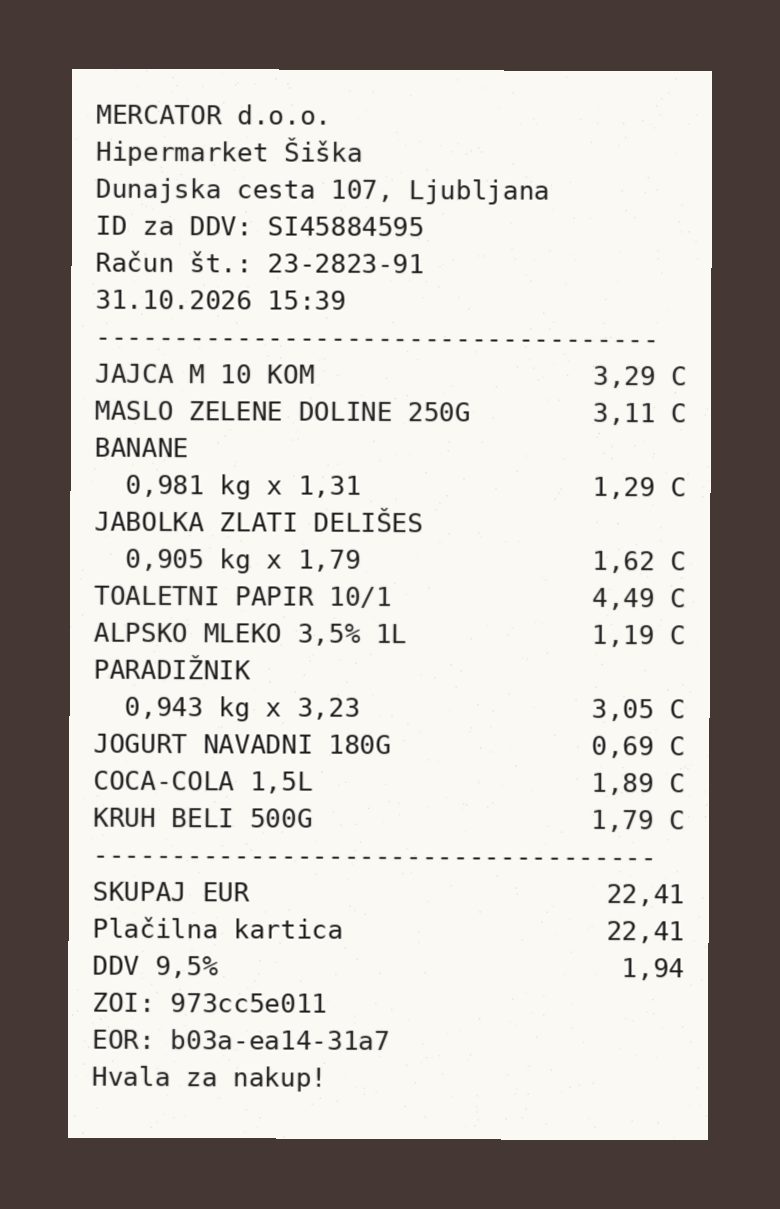 MERCATOR d.o.o.
Hipermarket Šiška
Dunajska cesta 107, Ljubljana
ID za DDV: SI45884595
Račun št.: 23-2823-91
31.10.2026 15:39
------------------------------------
JAJCA M 10 KOM 3,29 C
MASLO ZELENE DOLINE 250G 3,11 C
BANANE
0,981 kg x 1,31 1,29 C
JABOLKA ZLATI DELIŠES
0,905 kg x 1,79 1,62 C
TOALETNI PAPIR 10/1 4,49 C
ALPSKO MLEKO 3,5% 1L 1,19 C
PARADIŽNIK
0,943 kg x 3,23 3,05 C
JOGURT NAVADNI 180G 0,69 C
COCA-COLA 1,5L 1,89 C
KRUH BELI 500G 1,79 C
------------------------------------
SKUPAJ EUR 22,41
Plačilna kartica 22,41
DDV 9,5% 1,94
ZOI: 973cc5e011
EOR: b03a-ea14-31a7
Hvala za nakup!